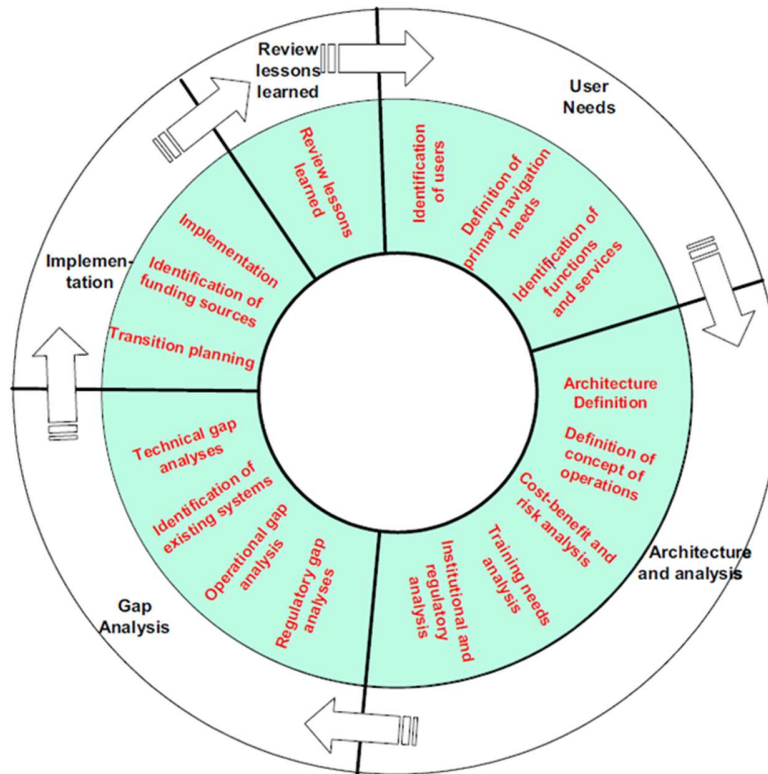 Review
lessons
learned
User
Needs
Review lessons
learned
Identification
of users
Definition of
primary navigation
needs
Identification of
functions
and services
Implementation
Identification of
funding sources
Transition planning
Implemen-
tation
Architecture
Definition
Definition of
concept of
operations
Cost-benefit and
risk analysis
Training needs
analysis
Institutional and
regulatory
analysis
Architecture
and analysis
Technical gap
analyses
Identification of
existing systems
Operational gap
analysis
Regulatory gap
analyses
Gap
Analysis